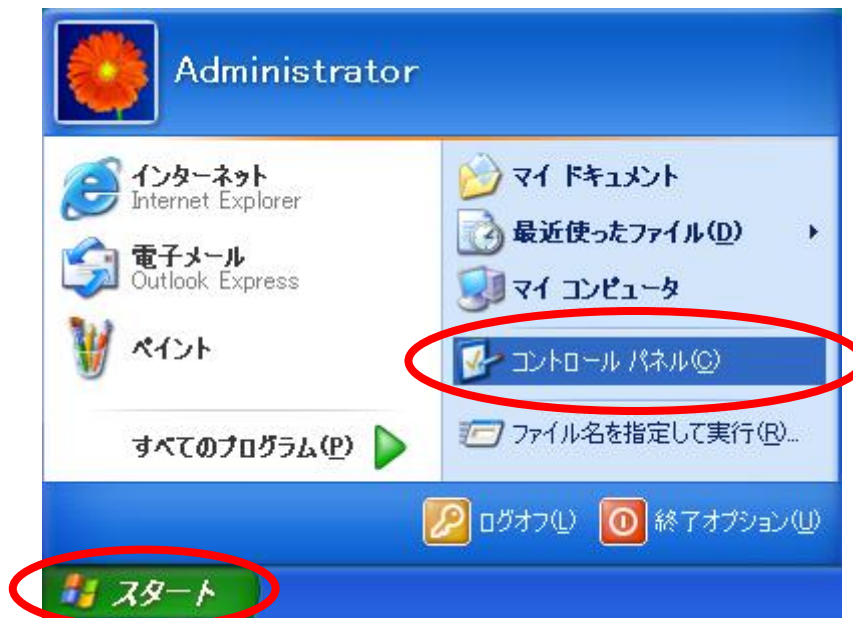 Administrator
インターネット
Internet Explorer
電子メール
Outlook Express
ペイント
すべてのプログラム(P)
マイ ドキュメント
最近使ったファイル(D)
マイ コンピュータ
コントロール パネル(C)
ファイル名を指定して実行(R)...
ログオフ(L)
終了オプション(U)
スタート